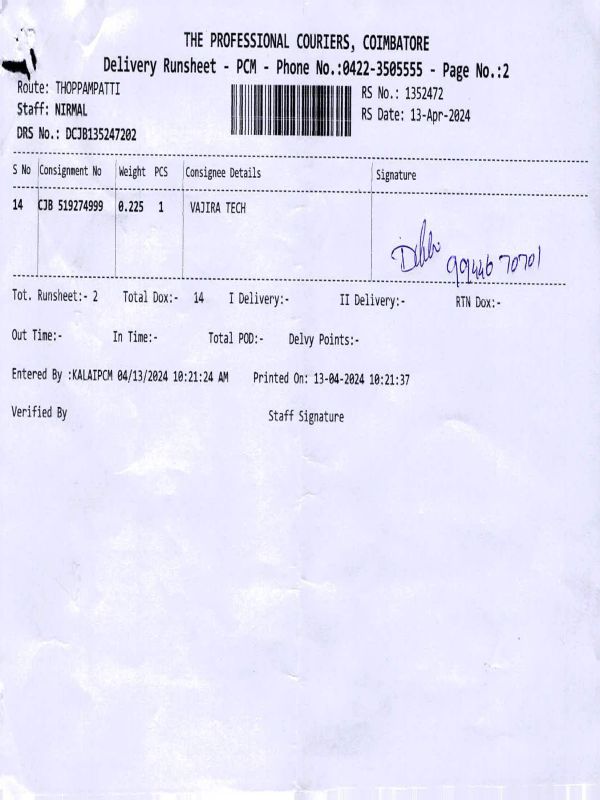 THE PROFESSIONAL COURIERS, COIMBATORE
Delivery Runsheet - PCM - Phone No.:0422-3505555 - Page No.:2
Route: THOPPAMPATTI
RS No.: 1352472
Staff: NIRMAL
RS Date: 13-Apr-2024
DRS No.: DCJB135247202
S No Consignment No Weight PCS Consignee Details Signature
14 CJB 519274999 0.225 1 VAJIRA TECH
99446 70701
Tot. Runsheet:- 2 Total Dox:- 14 I Delivery:- II Delivery:- RTN Dox:-
Out Time:- In Time:- Total POD:- Delvy Points:-
Entered By :KALAIPCM 04/13/2024 10:21:24 AM Printed On: 13-04-2024 10:21:37
Verified By Staff Signature